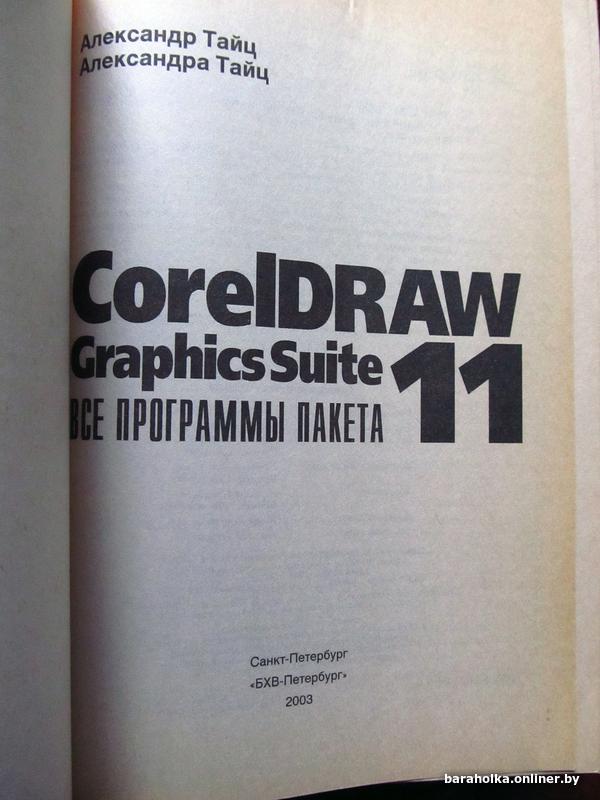 Александр Тайц
Александра Тайц
CorelDRAW
Graphics Suite 11
ВСЕ ПРОГРАММЫ ПАКЕТА
Санкт-Петербург
«БХВ-Петербург»
2003
baraholka.onliner.by